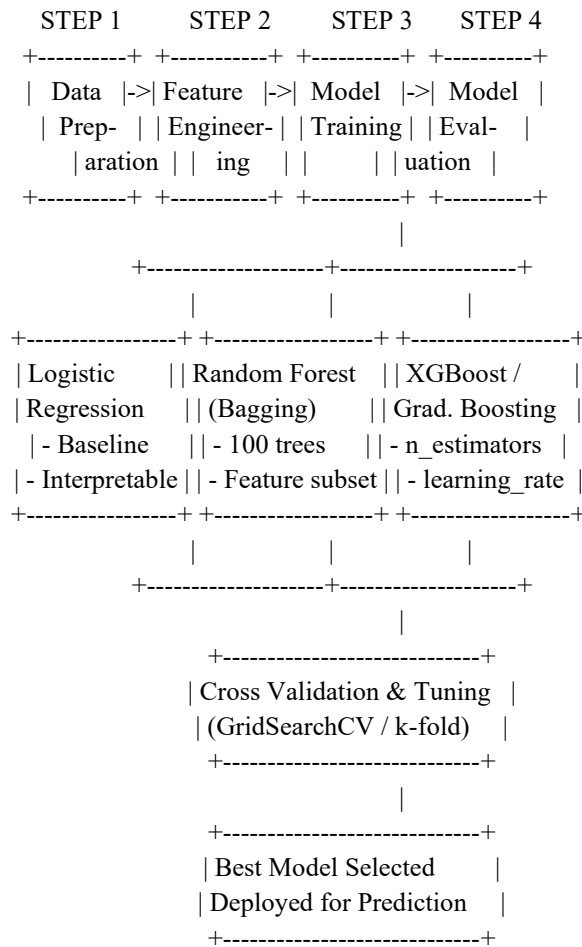 STEP 1 STEP 2 STEP 3 STEP 4
+----------+ +-----------+ +----------+ +----------+
| Data |->| Feature |->| Model |->| Model |
| Prep- | | Engineer- | | Training | | Eval- |
| aration | | ing | | | | uation |
+----------+ +-----------+ +----------+ +----------+
|
+--------------------+--------------------+
| | |
+-----------------+ +------------------+ +------------------+
| Logistic | | Random Forest | | XGBoost / |
| Regression | | (Bagging) | | Grad. Boosting |
| - Baseline | | - 100 trees | | - n_estimators |
| - Interpretable | | - Feature subset | | - learning_rate |
+-----------------+ +------------------+ +------------------+
| | |
+--------------------+--------------------+
|
+-----------------------------+
| Cross Validation & Tuning |
| (GridSearchCV / k-fold) |
+-----------------------------+
|
+-----------------------------+
| Best Model Selected |
| Deployed for Prediction |
+-----------------------------+